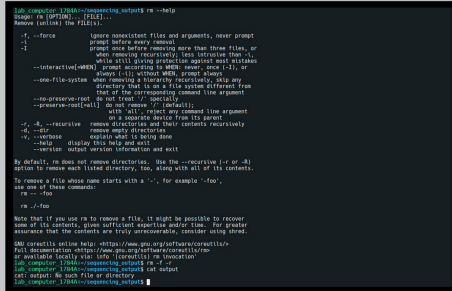 lab_computer_1784A:~/sequencing_output$ rm --help
Usage: rm [OPTION]... [FILE]...
Remove (unlink) the FILE(s).
-f, --force ignore nonexistent files and arguments, never prompt
-i prompt before every removal
-I prompt once before removing more than three files, or
when removing recursively; less intrusive than -i,
while still giving protection against most mistakes
--interactive[=WHEN] prompt according to WHEN: never, once (-I), or
always (-i); without WHEN, prompt always
--one-file-system when removing a hierarchy recursively, skip any
directory that is on a file system different from
that of the corresponding command line argument
--no-preserve-root do not treat '/' specially
--preserve-root[=all] do not remove '/' (default);
with 'all', reject any command line argument
on a separate device from its parent
-r, -R, --recursive remove directories and their contents recursively
-d, --dir remove empty directories
-v, --verbose explain what is being done
--help display this help and exit
--version output version information and exit
By default, rm does not remove directories. Use the --recursive (-r or -R)
option to remove each listed directory, too, along with all of its contents.
To remove a file whose name starts with a '-', for example '-foo',
use one of these commands:
rm -- -foo
rm ./-foo
Note that if you use rm to remove a file, it might be possible to recover
some of its contents, given sufficient expertise and/or time. For greater
assurance that the contents are truly unrecoverable, consider using shred.
GNU coreutils online help: <https://www.gnu.org/software/coreutils/>
Full documentation <https://www.gnu.org/software/coreutils/rm>
or available locally via: info '(coreutils) rm invocation'
lab_computer_1784A:~/sequencing_output$ rm -f -r
lab_computer_1784A:~/sequencing_output$ cat output
cat: output: No such file or directory
lab_computer_1784A:~/sequencing_output$